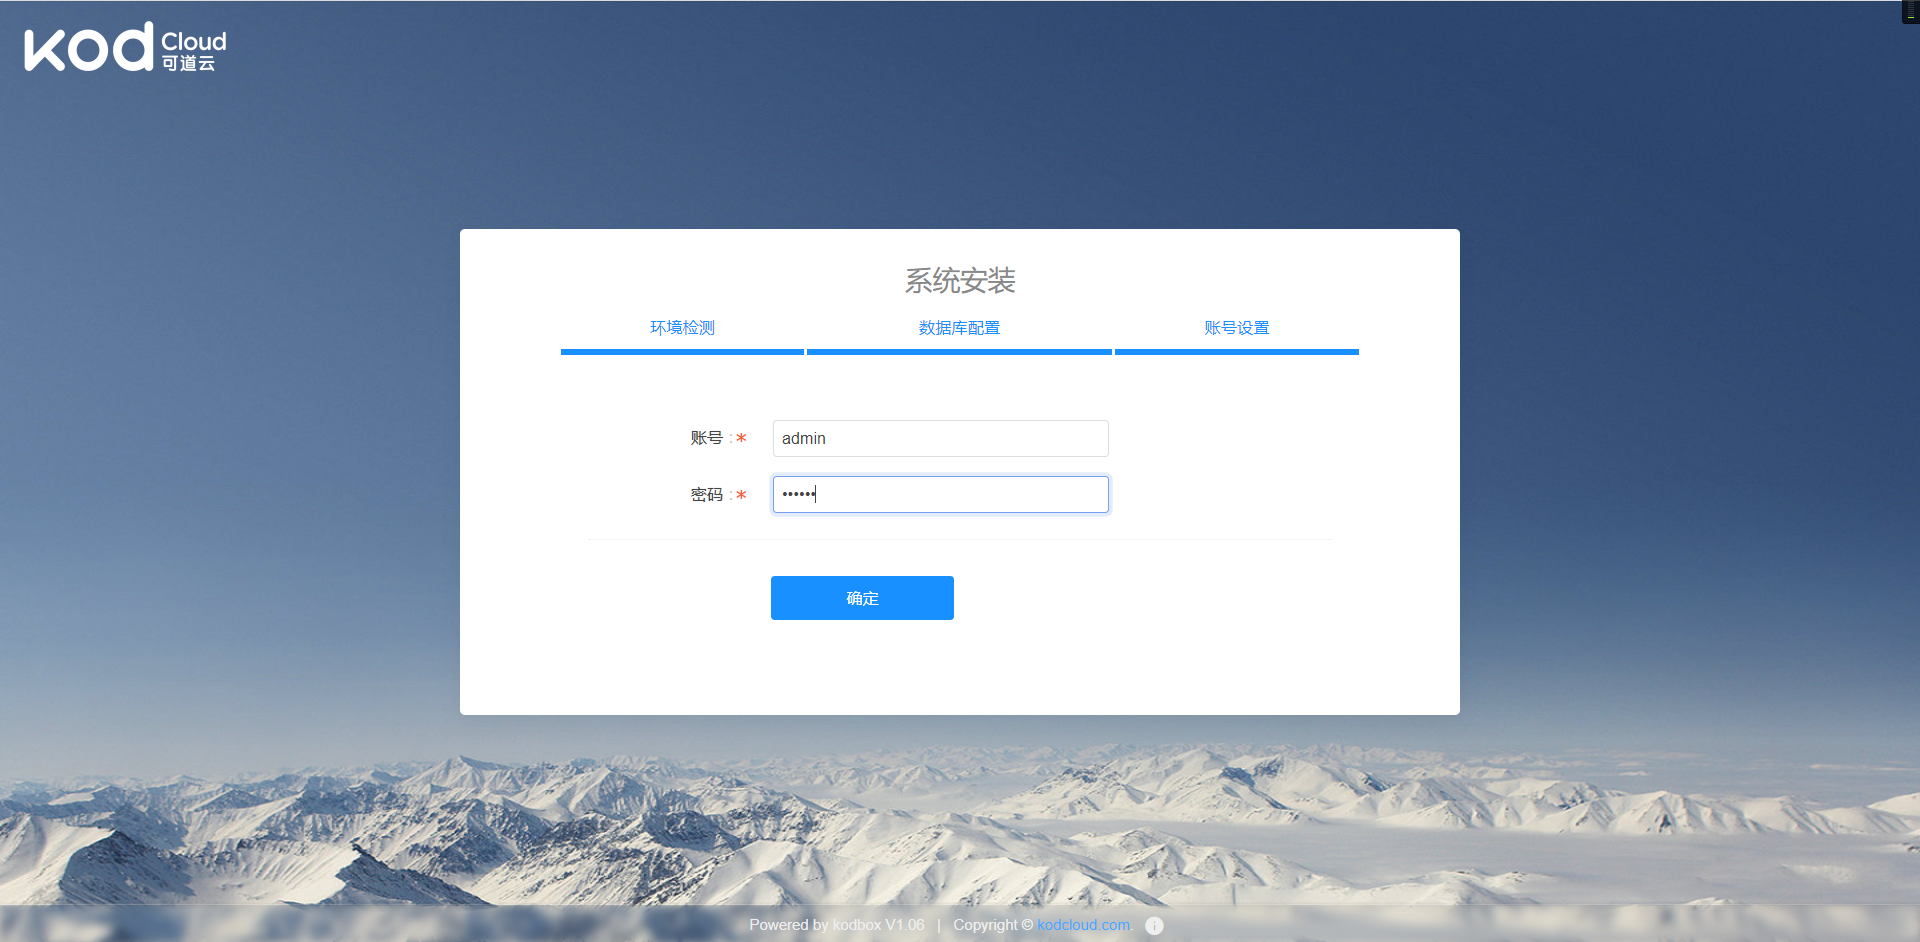 kod Cloud
可道云
系统安装
环境检测 数据库配置 账号设置
账号 :* admin
密码 :* ••••••
确定
Powered by kodbox V1.06 | Copyright © kodcloud.com.